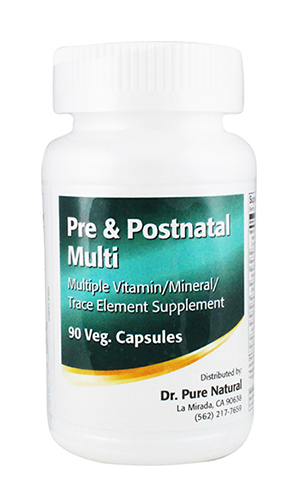 Pre & Postnatal
Multi
Multiple Vitamin/Mineral/
Trace Element Supplement
90 Veg. Capsules
Distributed by
Dr. Pure Natural
La Mirada, CA 90638
(562) 217-7659